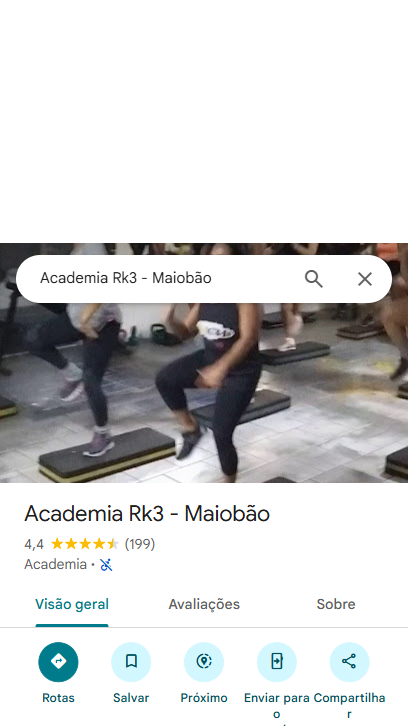 Academia Rk3 - Maiobão
Academia Rk3 - Maiobão
4,4 (199)
Academia ·
Visão geral Avaliações Sobre
Rotas Salvar Próximo Enviar para o Compartilhar